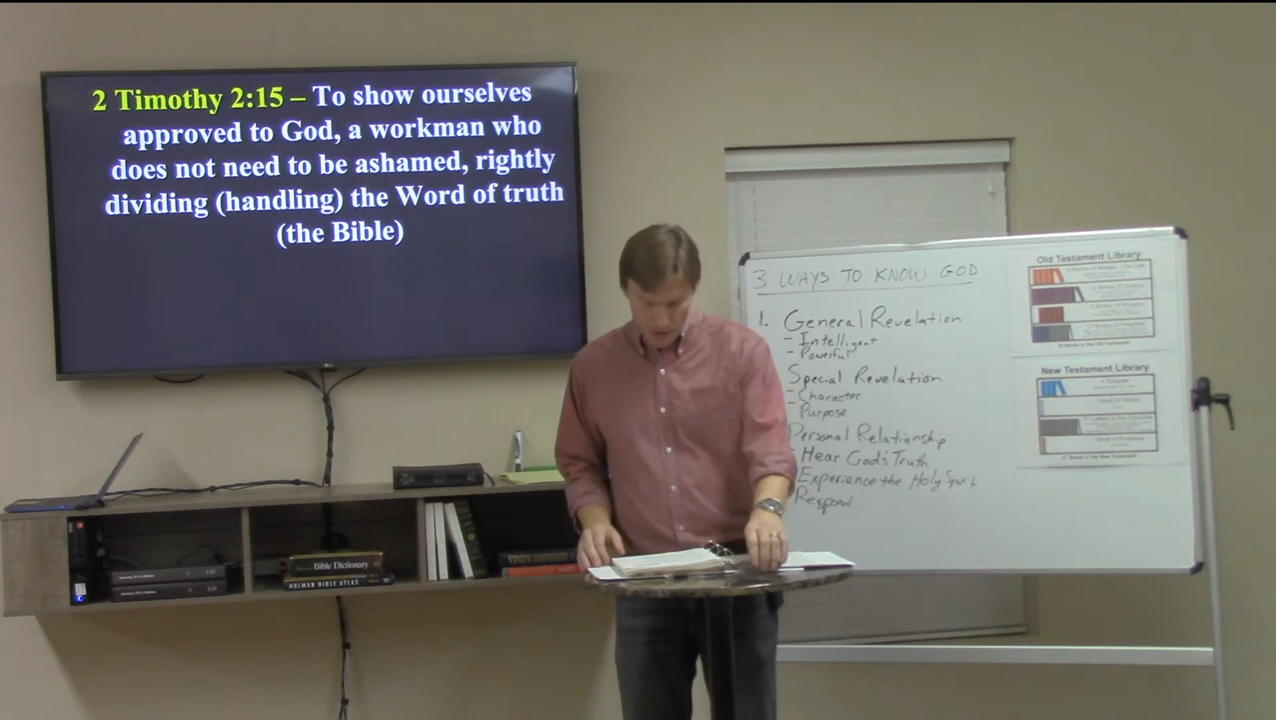 2 Timothy 2:15 – To show ourselves
approved to God, a workman who
does not need to be ashamed, rightly
dividing (handling) the Word of truth
(the Bible)
3 WAYS TO KNOW GOD
1. General Revelation
- Intelligent
- Powerful
Special Revelation
- Character
- Purpose
Personal Relationship
Hear God's Truth
Experience the Holy Spirit
Respond
Old Testament Library
New Testament Library
Bible Dictionary
HOLMAN BIBLE ATLAS